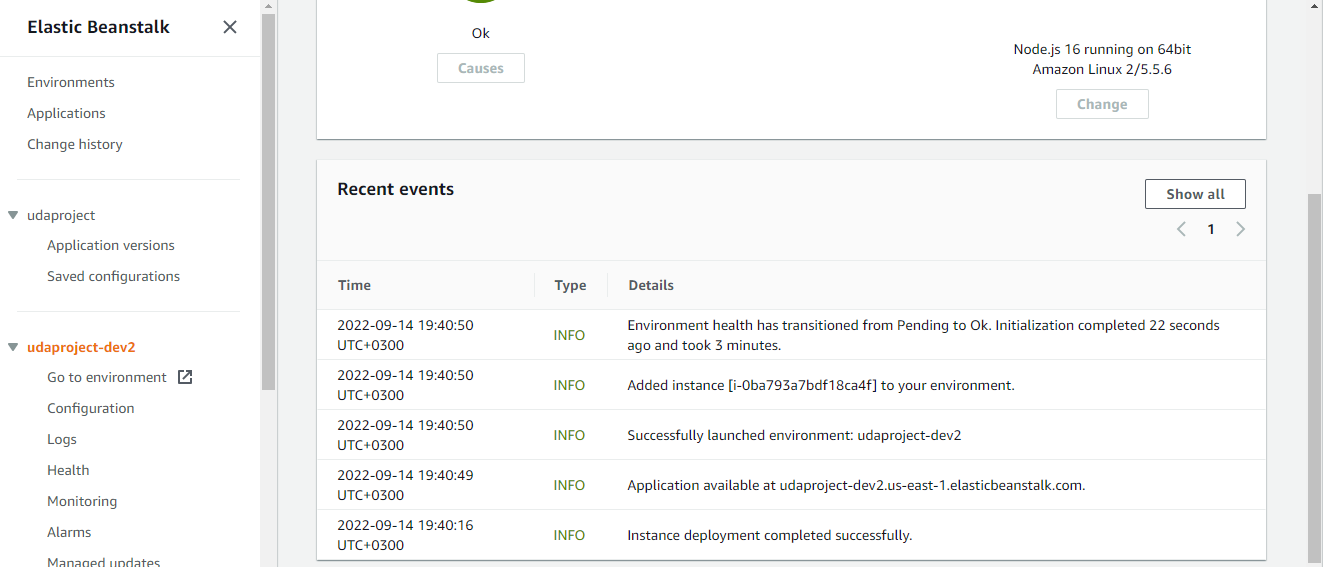 Elastic Beanstalk
Environments
Applications
Change history
udaproject
Application versions
Saved configurations
udaproject-dev2
Go to environment
Configuration
Logs
Health
Monitoring
Alarms
Managed updates
Ok
Causes
Node.js 16 running on 64bit
Amazon Linux 2/5.5.6
Change
Recent events
Show all
1
Time Type Details
2022-09-14 19:40:50
UTC+0300
INFO
Environment health has transitioned from Pending to Ok. Initialization completed 22 seconds
ago and took 3 minutes.
2022-09-14 19:40:50
UTC+0300
INFO
Added instance [i-0ba793a7bdf18ca4f] to your environment.
2022-09-14 19:40:50
UTC+0300
INFO
Successfully launched environment: udaproject-dev2
2022-09-14 19:40:49
UTC+0300
INFO
Application available at udaproject-dev2.us-east-1.elasticbeanstalk.com.
2022-09-14 19:40:16
UTC+0300
INFO
Instance deployment completed successfully.